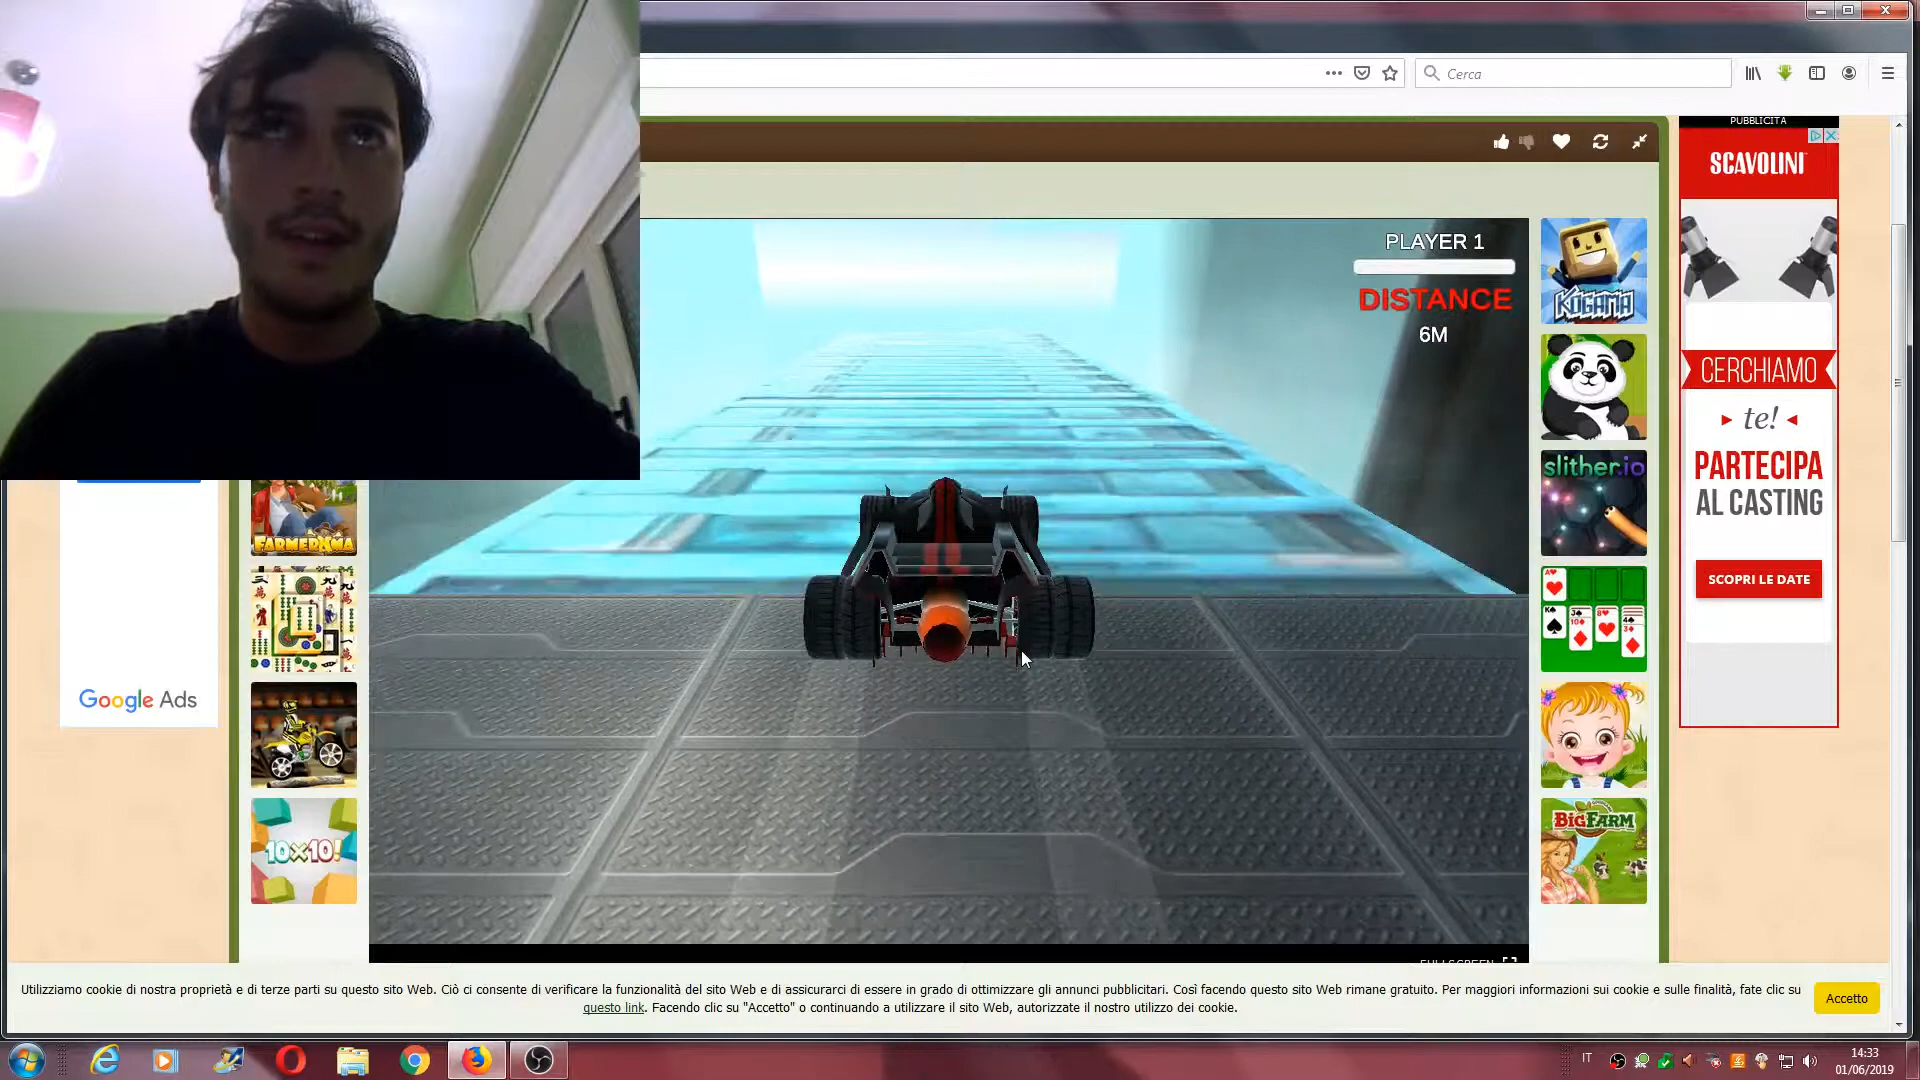 Cerca
PUBBLICITÀ
SCAVOLINI
PLAYER 1
DISTANCE
6M
KOGAMA
CERCHIAMO
te!
PARTECIPA
AL CASTING
slither.io
FARMERAMA
SCOPRI LE DATE
Google Ads
10x10!
BIGFARM
FULLSCREEN
Utilizziamo cookie di nostra proprietà e di terze parti su questo sito Web. Ciò ci consente di verificare la funzionalità del sito Web e di assicurarci di essere in grado di ottimizzare gli annunci pubblicitari. Così facendo questo sito Web rimane gratuito. Per maggiori informazioni sui cookie e sulle finalità, fate clic su
questo link. Facendo clic su "Accetto" o continuando a utilizzare il sito Web, autorizzate il nostro utilizzo dei cookie.
Accetto
IT
14:33
01/06/2019